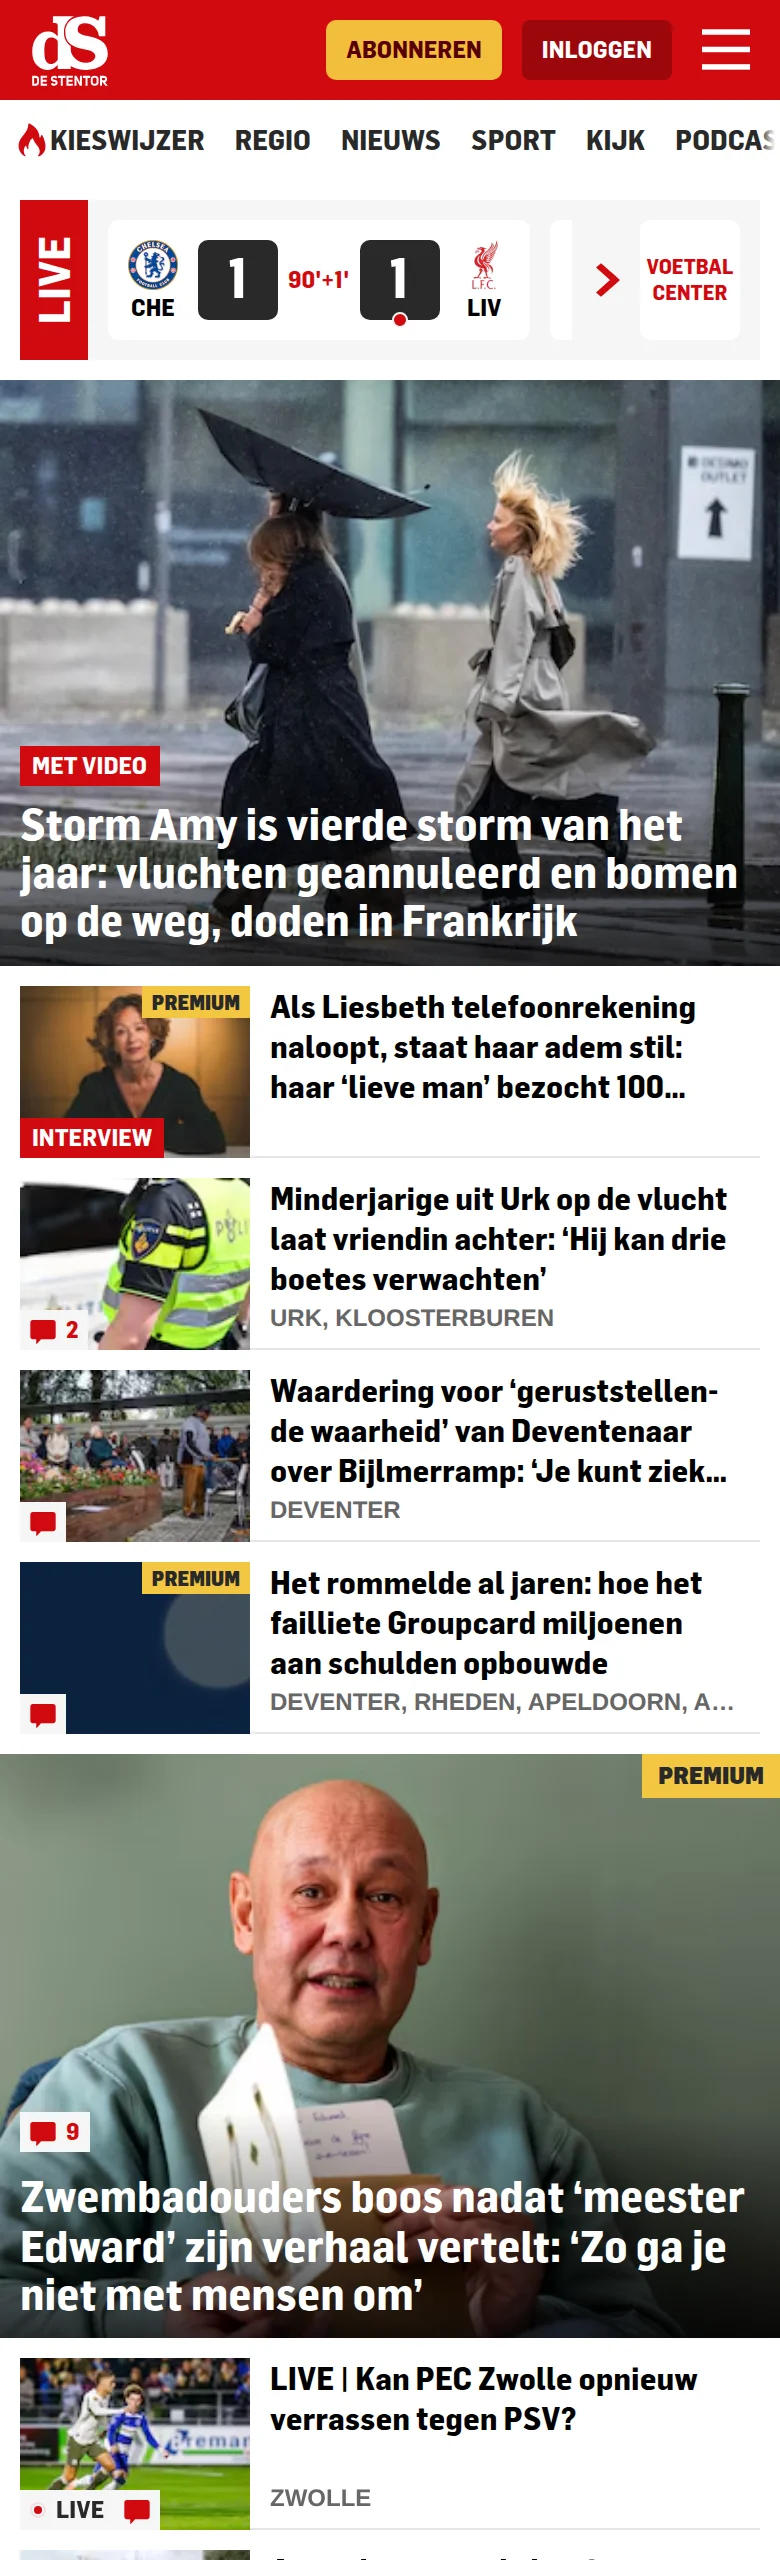 dS
DE STENTOR
ABONNEREN
INLOGGEN
KIESWIJZER REGIO NIEUWS SPORT KIJK PODCAS
LIVE
CHELSEA
CHE
1
90'+1'
1
L.F.C.
LIV
VOETBAL
CENTER
OUTLET
MET VIDEO
Storm Amy is vierde storm van het
jaar: vluchten geannuleerd en bomen
op de weg, doden in Frankrijk
PREMIUM
INTERVIEW
Als Liesbeth telefoonrekening
naloopt, staat haar adem stil:
haar ‘lieve man’ bezocht 100...
2
Minderjarige uit Urk op de vlucht
laat vriendin achter: ‘Hij kan drie
boetes verwachten’
URK, KLOOSTERBUREN
Waardering voor ‘geruststellen-
de waarheid’ van Deventenaar
over Bijlmerramp: ‘Je kunt ziek...
DEVENTER
PREMIUM
Het rommelde al jaren: hoe het
failliete Groupcard miljoenen
aan schulden opbouwde
DEVENTER, RHEDEN, APELDOORN, A...
PREMIUM
9
Zwembadouders boos nadat ‘meester
Edward’ zijn verhaal vertelt: ‘Zo ga je
niet met mensen om’
LIVE
LIVE | Kan PEC Zwolle opnieuw
verrassen tegen PSV?
ZWOLLE